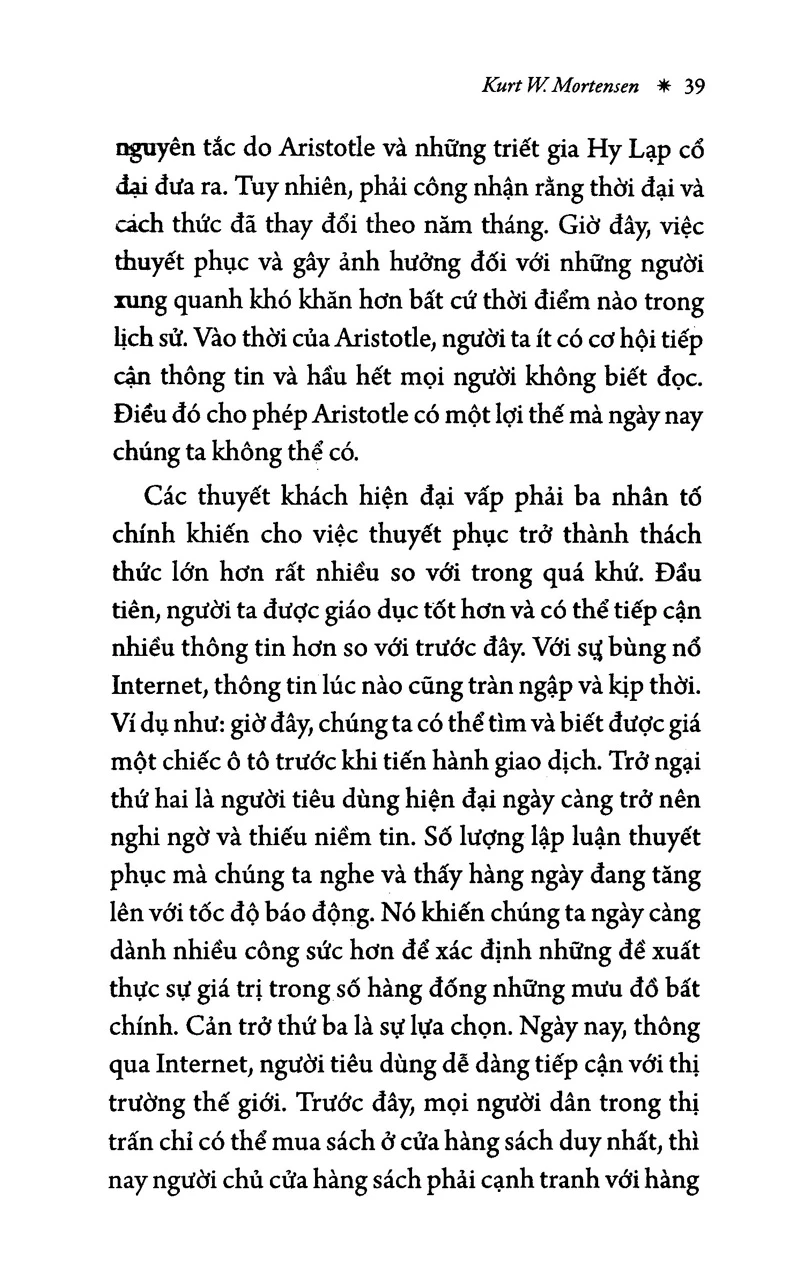 Kurt W. Mortensen ✷ 39
nguyên tắc do Aristotle và những triết gia Hy Lạp cổ
đại đưa ra. Tuy nhiên, phải công nhận rằng thời đại và
cách thức đã thay đổi theo năm tháng. Giờ đây, việc
thuyết phục và gây ảnh hưởng đối với những người
xung quanh khó khăn hơn bất cứ thời điểm nào trong
lịch sử. Vào thời của Aristotle, người ta ít có cơ hội tiếp
cận thông tin và hầu hết mọi người không biết đọc.
Điều đó cho phép Aristotle có một lợi thế mà ngày nay
chúng ta không thể có.
Các thuyết khách hiện đại vấp phải ba nhân tố
chính khiến cho việc thuyết phục trở thành thách
thức lớn hơn rất nhiều so với trong quá khứ. Đầu
tiên, người ta được giáo dục tốt hơn và có thể tiếp cận
nhiều thông tin hơn so với trước đây. Với sự bùng nổ
Internet, thông tin lúc nào cũng tràn ngập và kịp thời.
Ví dụ như: giờ đây, chúng ta có thể tìm và biết được giá
một chiếc ô tô trước khi tiến hành giao dịch. Trở ngại
thứ hai là người tiêu dùng hiện đại ngày càng trở nên
nghi ngờ và thiếu niềm tin. Số lượng lập luận thuyết
phục mà chúng ta nghe và thấy hàng ngày đang tăng
lên với tốc độ báo động. Nó khiến chúng ta ngày càng
dành nhiều công sức hơn để xác định những đề xuất
thực sự giá trị trong số hàng đống những mưu đồ bất
chính. Cản trở thứ ba là sự lựa chọn. Ngày nay, thông
qua Internet, người tiêu dùng dễ dàng tiếp cận với thị
trường thế giới. Trước đây, mọi người dân trong thị
trấn chỉ có thể mua sách ở cửa hàng sách duy nhất, thì
nay người chủ cửa hàng sách phải cạnh tranh với hàng